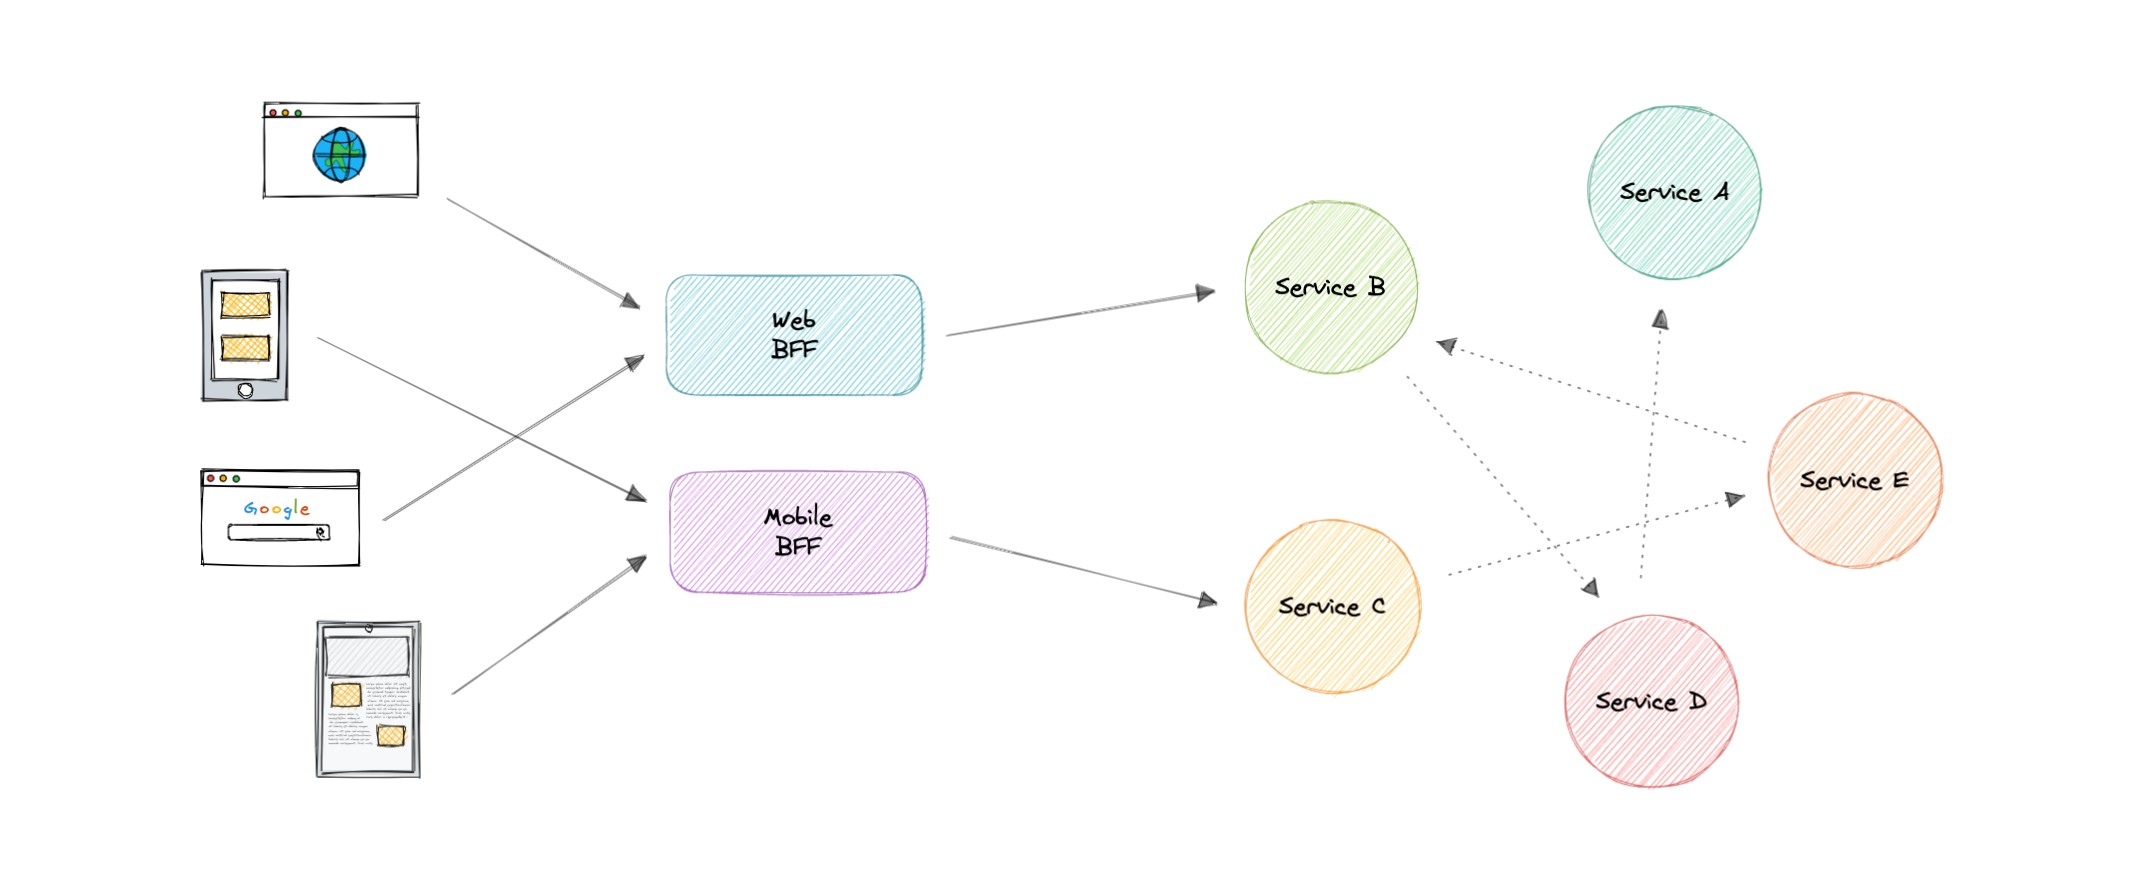 Google
Web
BFF
Mobile
BFF
Service B
Service C
Service A
Service E
Service D